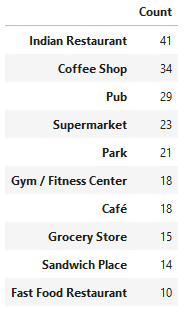 Count
Indian Restaurant 41
Coffee Shop 34
Pub 29
Supermarket 23
Park 21
Gym / Fitness Center 18
Café 18
Grocery Store 15
Sandwich Place 14
Fast Food Restaurant 10